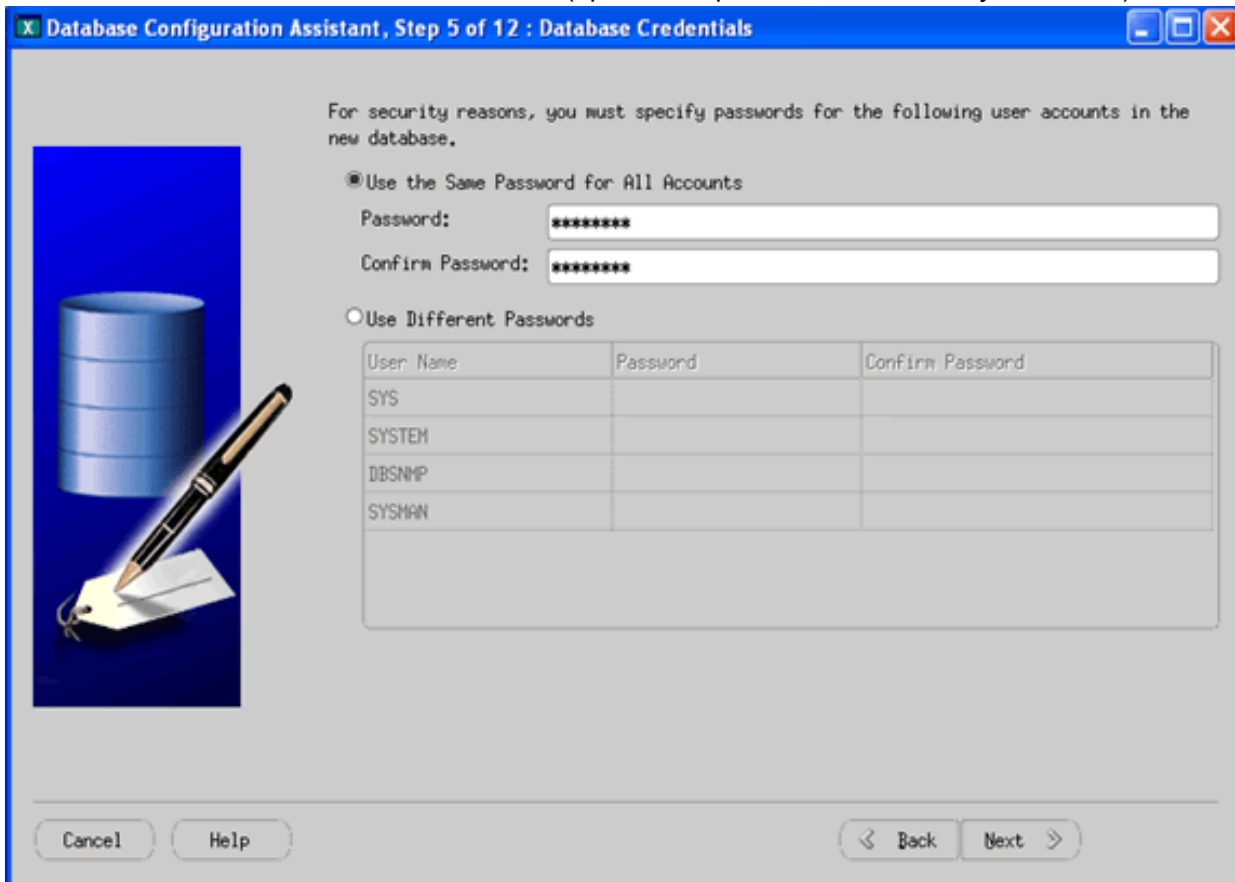 Database Configuration Assistant, Step 5 of 12 : Database Credentials
For security reasons, you must specify passwords for the following user accounts in the
new database.
Use the Same Password for All Accounts
Password: ********
Confirm Password: ********
Use Different Passwords
User Name Password Confirm Password
SYS
SYSTEM
DBSNMP
SYSMAN
Cancel Help Back Next